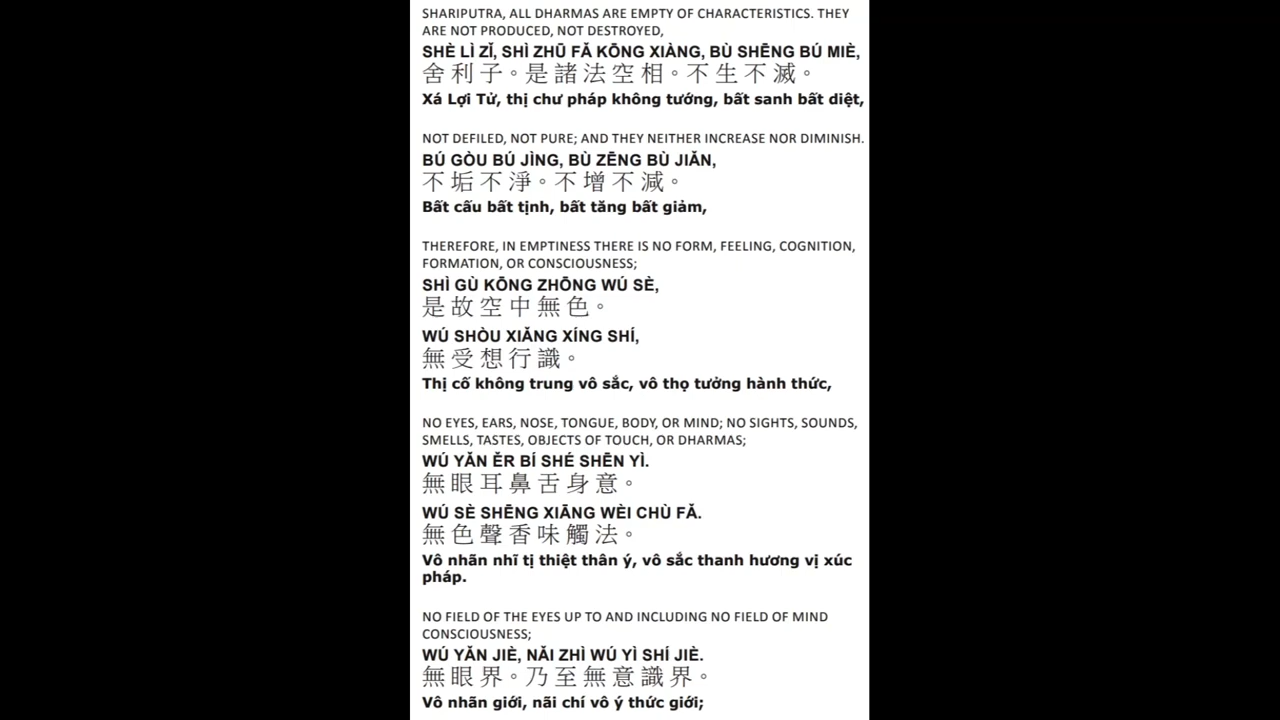 SHARIPUTRA, ALL DHARMAS ARE EMPTY OF CHARACTERISTICS. THEY
ARE NOT PRODUCED, NOT DESTROYED,
SHÈ LÌ ZǏ, SHÌ ZHŪ FǍ KŌNG XIÀNG, BÙ SHĒNG BÚ MIÈ,
舍利子。是諸法空相。不生不滅。
Xá Lợi Tử, thị chư pháp không tướng, bất sanh bất diệt,
NOT DEFILED, NOT PURE; AND THEY NEITHER INCREASE NOR DIMINISH.
BÚ GÒU BÚ JÌNG, BÙ ZĒNG BÙ JIǍN,
不垢不淨。不增不減。
Bất cấu bất tịnh, bất tăng bất giảm,
THEREFORE, IN EMPTINESS THERE IS NO FORM, FEELING, COGNITION,
FORMATION, OR CONSCIOUSNESS;
SHÌ GÙ KŌNG ZHŌNG WÚ SÈ,
是故空中無色。
WÚ SHÒU XIǍNG XÍNG SHÍ,
無受想行識。
Thị cố không trung vô sắc, vô thọ tưởng hành thức,
NO EYES, EARS, NOSE, TONGUE, BODY, OR MIND; NO SIGHTS, SOUNDS,
SMELLS, TASTES, OBJECTS OF TOUCH, OR DHARMAS;
WÚ YǍN ĚR BÍ SHÉ SHĒN YÌ.
無眼耳鼻舌身意。
WÚ SÈ SHĒNG XIĀNG WÈI CHÙ FǍ.
無色聲香味觸法。
Vô nhãn nhĩ tị thiệt thân ý, vô sắc thanh hương vị xúc
pháp.
NO FIELD OF THE EYES UP TO AND INCLUDING NO FIELD OF MIND
CONSCIOUSNESS;
WÚ YǍN JIÈ, NǍI ZHÌ WÚ YÌ SHÍ JIÈ.
無眼界。乃至無意識界。
Vô nhãn giới, nãi chí vô ý thức giới;